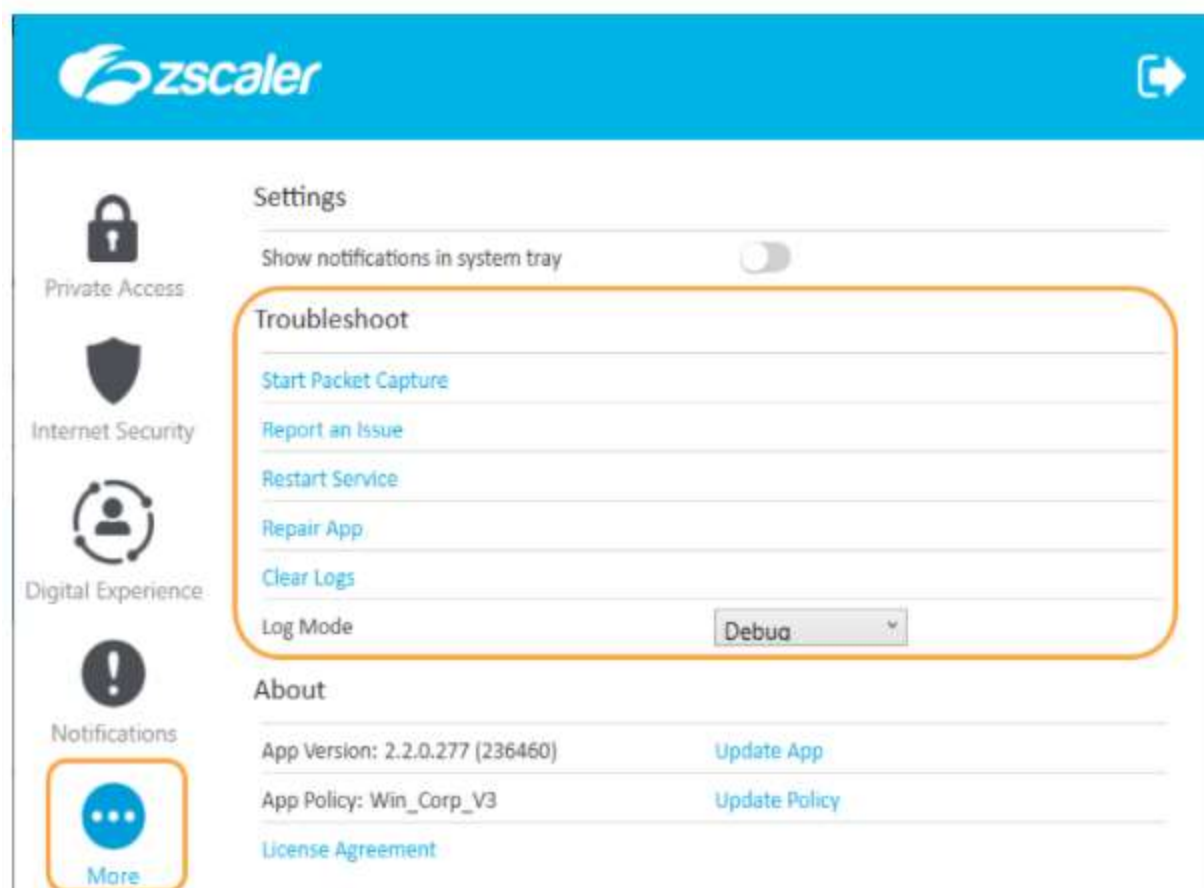 zscaler
Private Access
Internet Security
Digital Experience
Notifications
More
Settings
Show notifications in system tray
Troubleshoot
Start Packet Capture
Report an Issue
Restart Service
Repair App
Clear Logs
Log Mode Debug
About
App Version: 2.2.0.277 (236460) Update App
App Policy: Win_Corp_V3 Update Policy
License Agreement